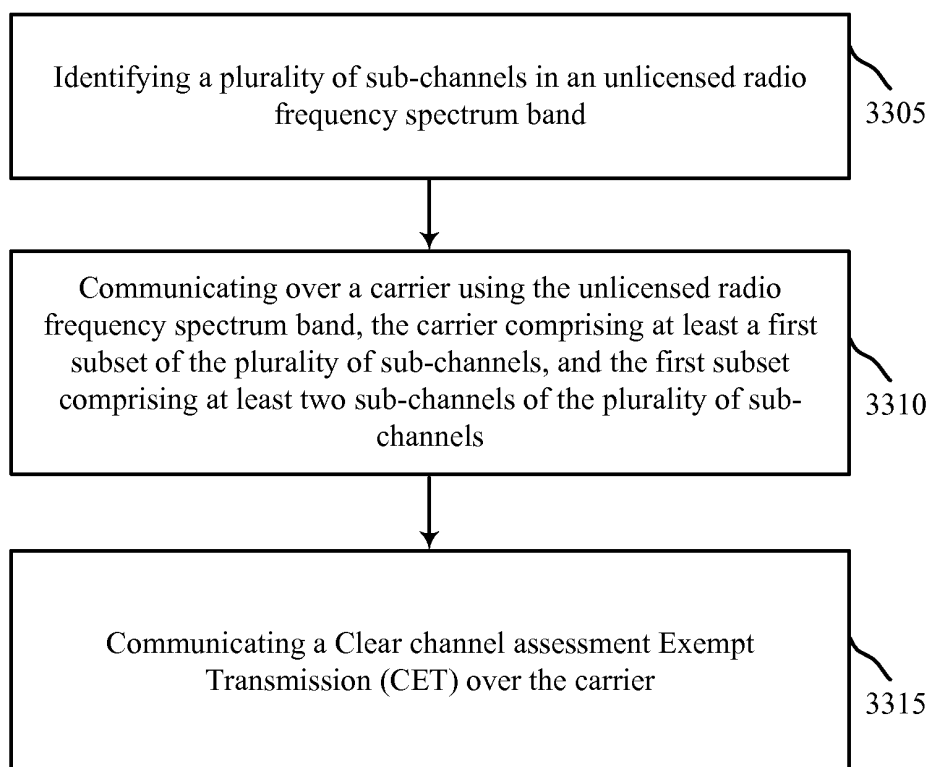 Identifying a plurality of sub-channels in an unlicensed radio
frequency spectrum band
3305
Communicating over a carrier using the unlicensed radio
frequency spectrum band, the carrier comprising at least a first
subset of the plurality of sub-channels, and the first subset
comprising at least two sub-channels of the plurality of sub-
channels
3310
Communicating a Clear channel assessment Exempt
Transmission (CET) over the carrier
3315